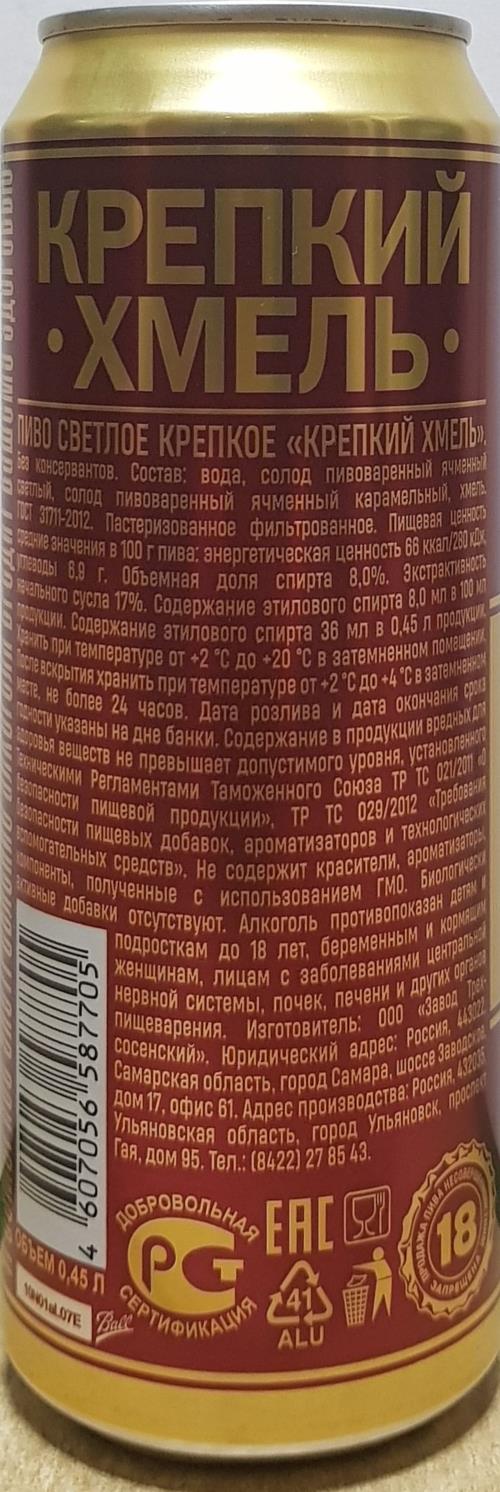 КРЕПКИЙ
·ХМЕЛЬ·
ПИВО СВЕТЛОЕ КРЕПКОЕ «КРЕПКИЙ ХМЕЛЬ».
Без консервантов. Состав: вода, солод пивоваренный ячменный
светлый, солод пивоваренный ячменный карамельный, хмель.
ГОСТ 31711-2012. Пастеризованное фильтрованное. Пищевая ценность
средние значения в 100 г пива: энергетическая ценность 66 ккал/280 кДж,
углеводы 6,9 г. Объемная доля спирта 8,0%. Экстрактивность
начального сусла 17%. Содержание этилового спирта 8,0 мл в 100 мл
продукции. Содержание этилового спирта 36 мл в 0,45 л продукции.
Хранить при температуре от +2 °С до +20 °С в затемненном помещении.
После вскрытия хранить при температуре от +2 °С до +4 °С в затемненном
месте, не более 24 часов. Дата розлива и дата окончания срока
годности указаны на дне банки. Содержание в продукции вредных для
здоровья веществ не превышает допустимого уровня, установленного
Техническими Регламентами Таможенного Союза ТР ТС 021/2011 «О
безопасности пищевой продукции», ТР ТС 029/2012 «Требования
безопасности пищевых добавок, ароматизаторов и технологических
вспомогательных средств». Не содержит красители, ароматизаторы,
компоненты, полученные с использованием ГМО. Биологически
активные добавки отсутствуют. Алкоголь противопоказан детям и
подросткам до 18 лет, беременным и кормящим
женщинам, лицам с заболеваниями центральной
нервной системы, почек, печени и других органов
пищеварения. Изготовитель: ООО «Завод Трех-
сосенский». Юридический адрес: Россия, 443022,
Самарская область, город Самара, шоссе Заводское,
дом 17, офис 61. Адрес производства: Россия, 432035,
Ульяновская область, город Ульяновск, проспект
Гая, дом 95. Тел.: (8422) 27 85 43.
4 607056 587705
ОБЪЕМ 0,45 Л
Ball
ДОБРОВОЛЬНАЯ
РСТ
СЕРТИФИКАЦИЯ
EAC
41
ALU
ПРОДАЖА ПИВА
18
ЗАПРЕЩЕНА